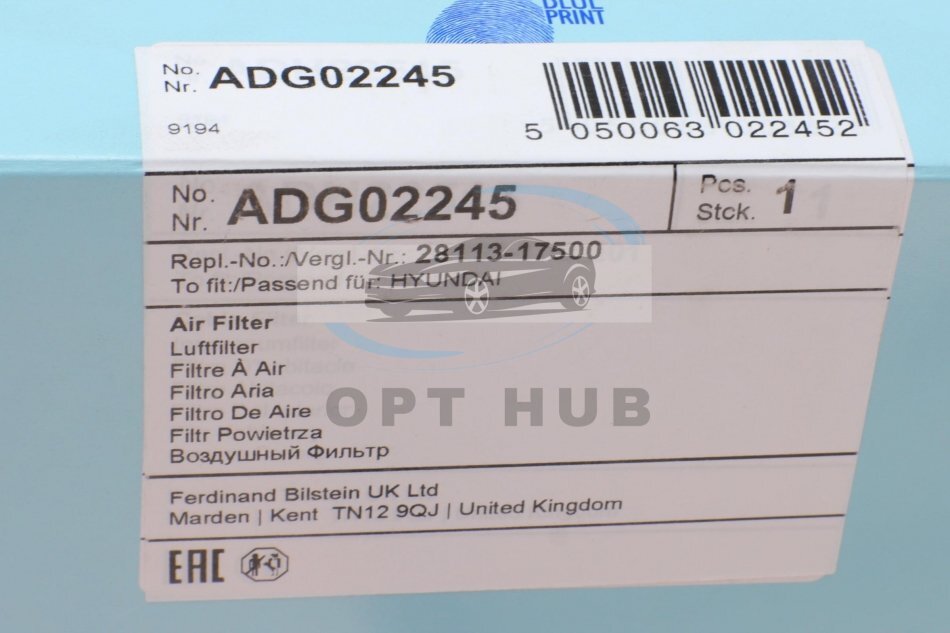 BLUE
PRINT
No.
Nr. ADG02245
9194
5 050063 022452
No.
Nr. ADG02245
Pcs.
Stck. 1
Repl.-No.:/Vergl.-Nr.: 28113-17500
To fit:/Passend für: HYUNDAI
Air Filter
Luftfilter
Filtre À Air
Filtro Aria
Filtro De Aire
Filtr Powietrza
Воздушный Фильтр
OPT HUB
Ferdinand Bilstein UK Ltd
Marden | Kent TN12 9QJ | United Kingdom
EAC